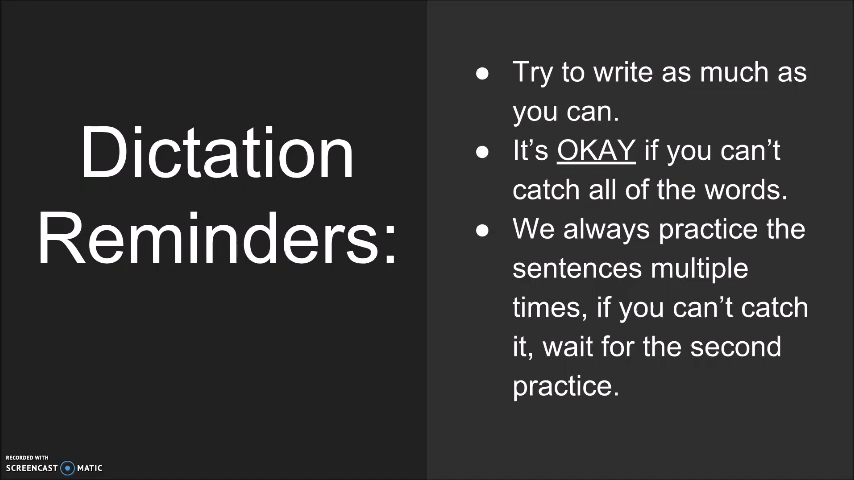 Dictation
Reminders:
● Try to write as much as
you can.
● It's OKAY if you can't
catch all of the words.
● We always practice the
sentences multiple
times, if you can't catch
it, wait for the second
practice.
RECORDED WITH
SCREENCAST MATIC